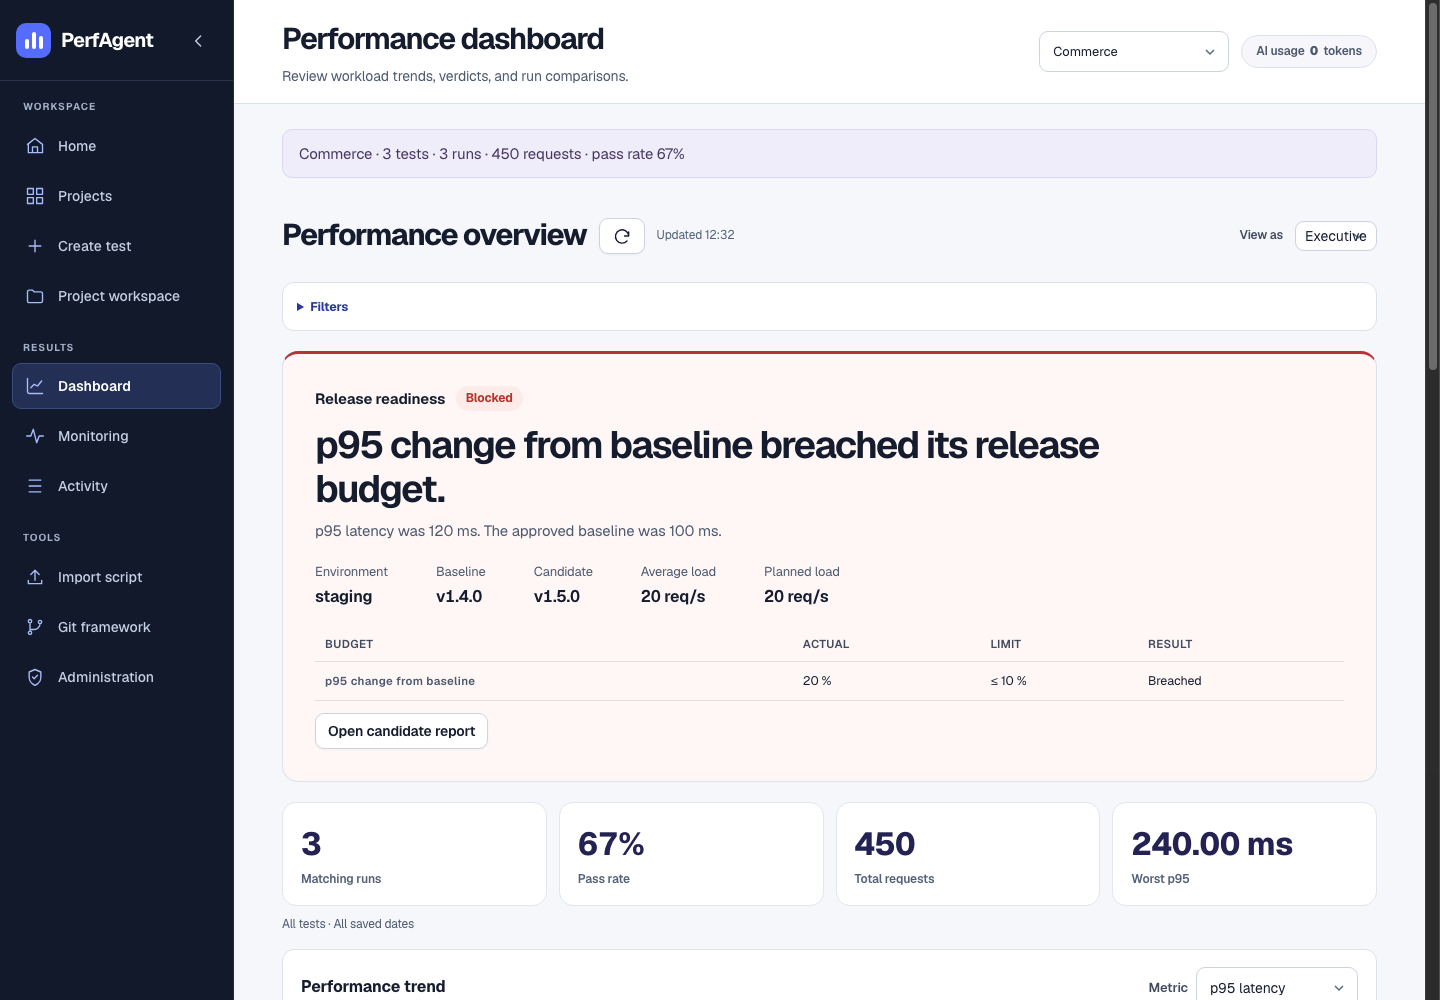 PerfAgent
WORKSPACE
Home
Projects
Create test
Project workspace
RESULTS
Dashboard
Monitoring
Activity
TOOLS
Import script
Git framework
Administration
Performance dashboard
Review workload trends, verdicts, and run comparisons.
Commerce
AI usage 0 tokens
Commerce · 3 tests · 3 runs · 450 requests · pass rate 67%
Performance overview
Updated 12:32
View as
Executive
Filters
Release readiness Blocked
p95 change from baseline breached its release
budget.
p95 latency was 120 ms. The approved baseline was 100 ms.
Environment Baseline Candidate Average load Planned load
staging v1.4.0 v1.5.0 20 req/s 20 req/s
BUDGET ACTUAL LIMIT RESULT
p95 change from baseline 20 % ≤ 10 % Breached
Open candidate report
3 67% 450 240.00 ms
Matching runs Pass rate Total requests Worst p95
All tests · All saved dates
Performance trend
Metric
p95 latency